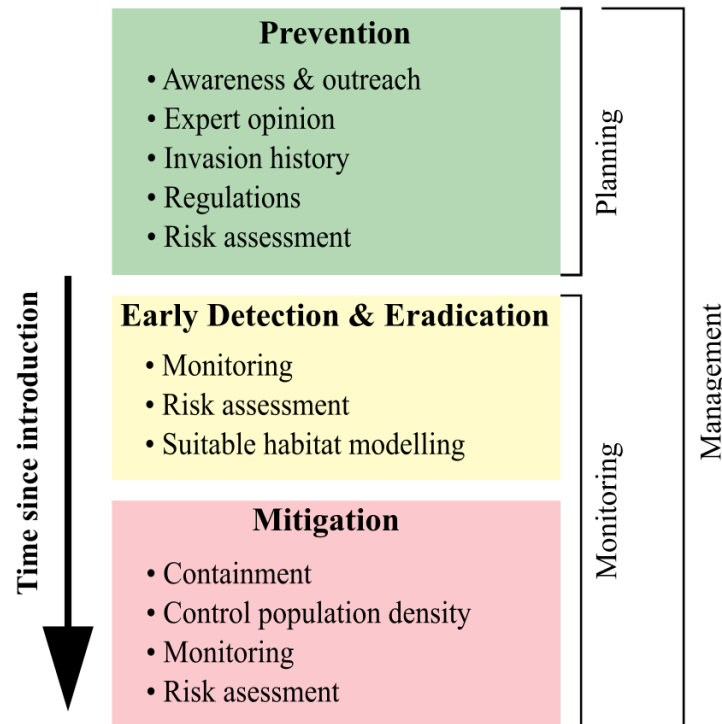 Prevention
• Awareness & outreach
• Expert opinion
• Invasion history
• Regulations
• Risk assessment
Planning
Early Detection & Eradication
• Monitoring
• Risk assessment
• Suitable habitat modelling
Mitigation
• Containment
• Control population density
• Monitoring
• Risk asessment
Monitoring
Management
Time since introduction